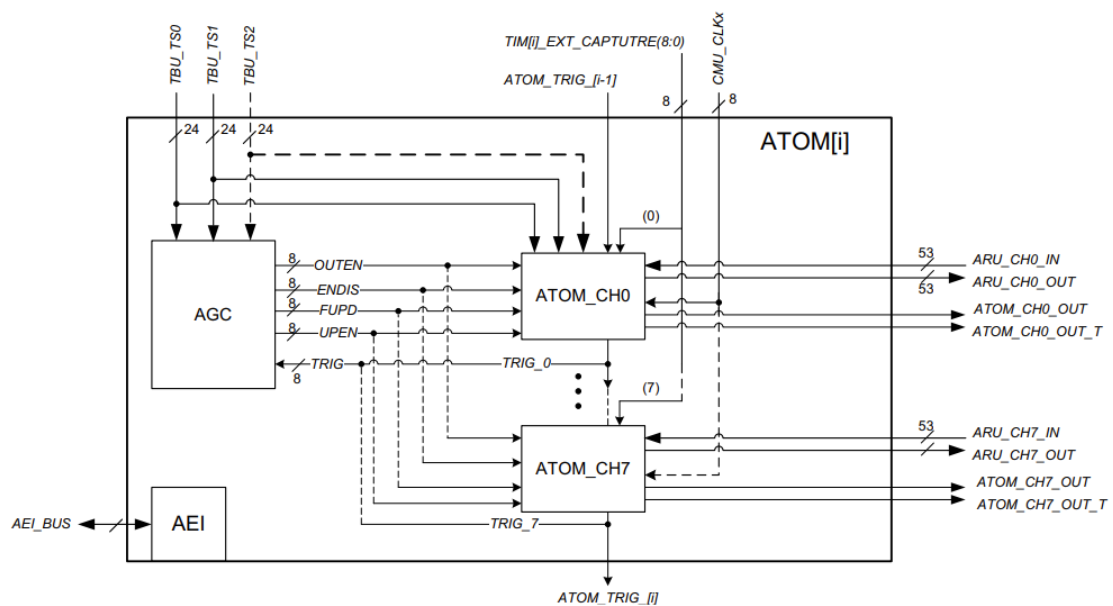 TBU_TS0
TBU_TS1
TBU_TS2
TIM[i]_EXT_CAPTUTRE(8:0)
CMU_CLKx
ATOM_TRIG_[i-1]
8
8
24
24
24
ATOM[i]
(0)
8
OUTEN
53
ARU_CH0_IN
8
ENDIS
ATOM_CH0
53
ARU_CH0_OUT
AGC
8
FUPD
ATOM_CH0_OUT
8
UPEN
ATOM_CH0_OUT_T
TRIG
TRIG_0
8
(7)
53
ARU_CH7_IN
ARU_CH7_OUT
ATOM_CH7
ATOM_CH7_OUT
ATOM_CH7_OUT_T
AEI_BUS
AEI
TRIG_7
ATOM_TRIG_[i]